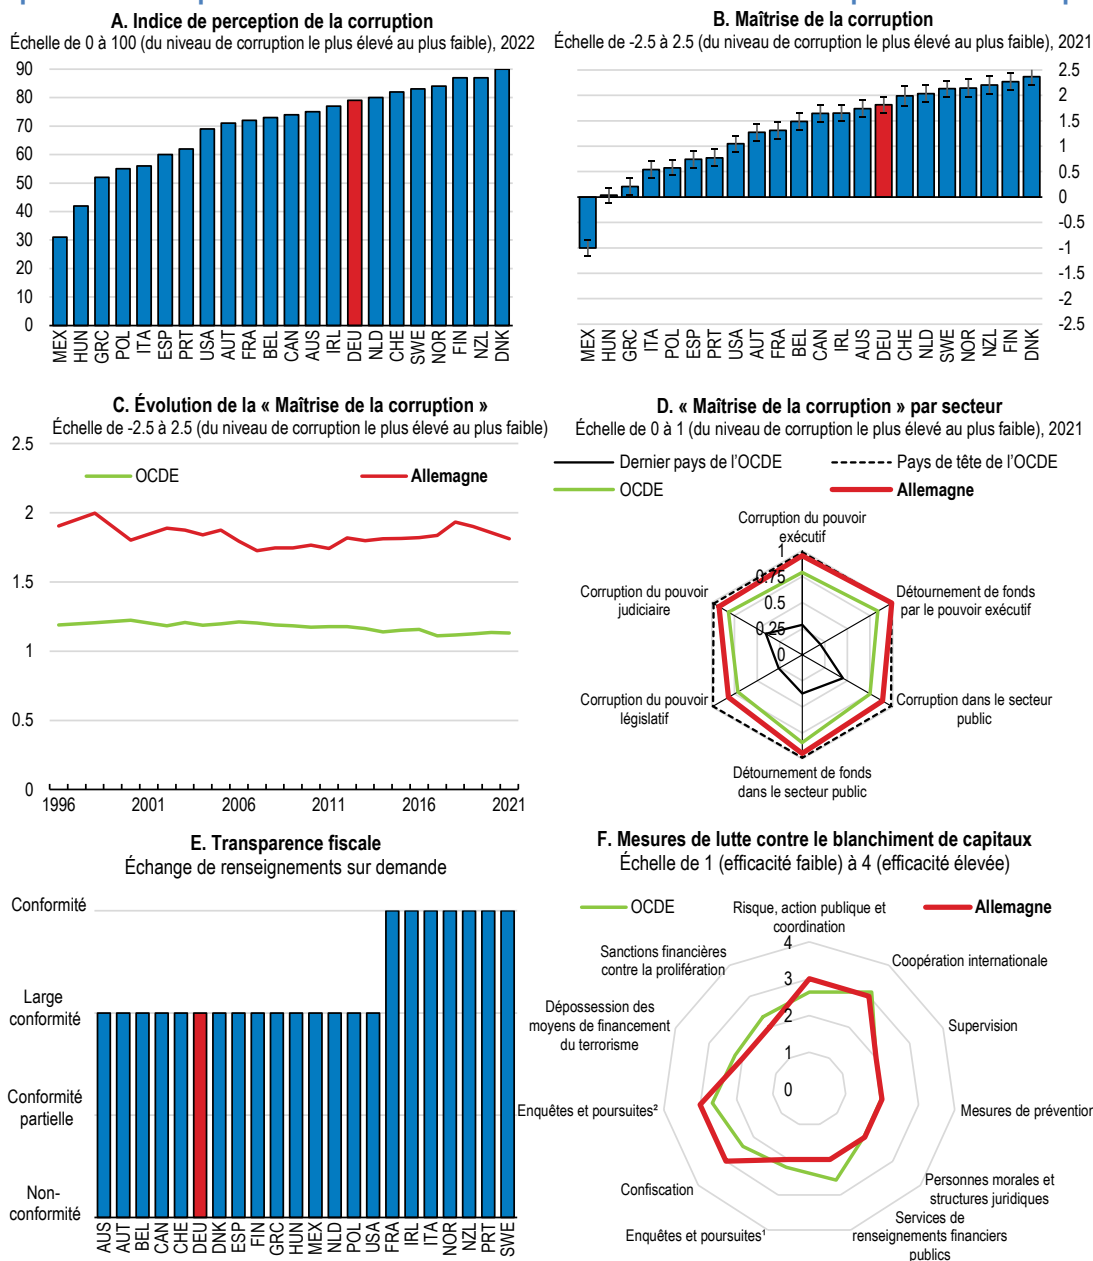 A. Indice de perception de la corruption
Échelle de 0 à 100 (du niveau de corruption le plus élevé au plus faible), 2022
90
80
70
60
50
40
30
20
10
0
MEX HUN GRC POL ITA ESP PRT USA AUT FRA BEL CAN AUS IRL DEU NLD CHE SWE NOR FIN NZL DNK
B. Maîtrise de la corruption
Échelle de -2.5 à 2.5 (du niveau de corruption le plus élevé au plus faible), 2021
2.5
2
1.5
1
0.5
0
-0.5
-1
-1.5
-2
-2.5
MEX HUN GRC ITA POL ESP PRT USA AUT FRA BEL CAN IRL AUS DEU CHE NLD SWE NOR NZL FIN DNK
C. Évolution de la « Maîtrise de la corruption »
Échelle de -2.5 à 2.5 (du niveau de corruption le plus élevé au plus faible)
2.5
OCDE
Allemagne
2
1.5
1
0.5
0
1996 2001 2006 2011 2016 2021
D. « Maîtrise de la corruption » par secteur
Échelle de 0 à 1 (du niveau de corruption le plus élevé au plus faible), 2021
Dernier pays de l'OCDE
Pays de tête de l'OCDE
OCDE
Allemagne
Corruption du pouvoir
exécutif
Détournement de fonds
par le pouvoir exécutif
Corruption dans le secteur
public
Détournement de fonds
dans le secteur public
Corruption du pouvoir
législatif
Corruption du pouvoir
judiciaire
1
0.75
0.5
0.25
0
E. Transparence fiscale
Échange de renseignements sur demande
Conformité
Large
conformité
Conformité
partielle
Non-
conformité
AUS AUT BEL CAN CHE DEU DNK ESP FIN GRC HUN MEX NLD POL USA FRA IRL ITA NOR NZL PRT SWE
F. Mesures de lutte contre le blanchiment de capitaux
Échelle de 1 (efficacité faible) à 4 (efficacité élevée)
OCDE
Allemagne
Risque, action publique et
coordination
Coopération internationale
Supervision
Mesures de prévention
Personnes morales et
structures juridiques
Services de
renseignements financiers
publics
Enquêtes et poursuites¹
Confiscation
Enquêtes et poursuites²
Dépossession des
moyens de financement
du terrorisme
Sanctions financières
contre la prolifération
4
3
2
1
0